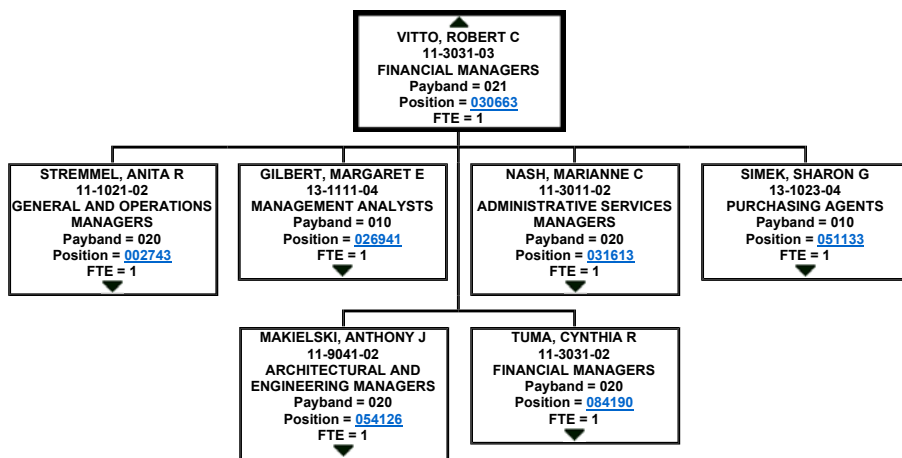 VITTO, ROBERT C
11-3031-03
FINANCIAL MANAGERS
Payband = 021
Position = 030663
FTE = 1
STREMMEL, ANITA R
11-1021-02
GENERAL AND OPERATIONS
MANAGERS
Payband = 020
Position = 002743
FTE = 1
GILBERT, MARGARET E
13-1111-04
MANAGEMENT ANALYSTS
Payband = 010
Position = 026941
FTE = 1
NASH, MARIANNE C
11-3011-02
ADMINISTRATIVE SERVICES
MANAGERS
Payband = 020
Position = 031613
FTE = 1
SIMEK, SHARON G
13-1023-04
PURCHASING AGENTS
Payband = 010
Position = 051133
FTE = 1
MAKIELSKI, ANTHONY J
11-9041-02
ARCHITECTURAL AND
ENGINEERING MANAGERS
Payband = 020
Position = 054126
FTE = 1
TUMA, CYNTHIA R
11-3031-02
FINANCIAL MANAGERS
Payband = 020
Position = 084190
FTE = 1